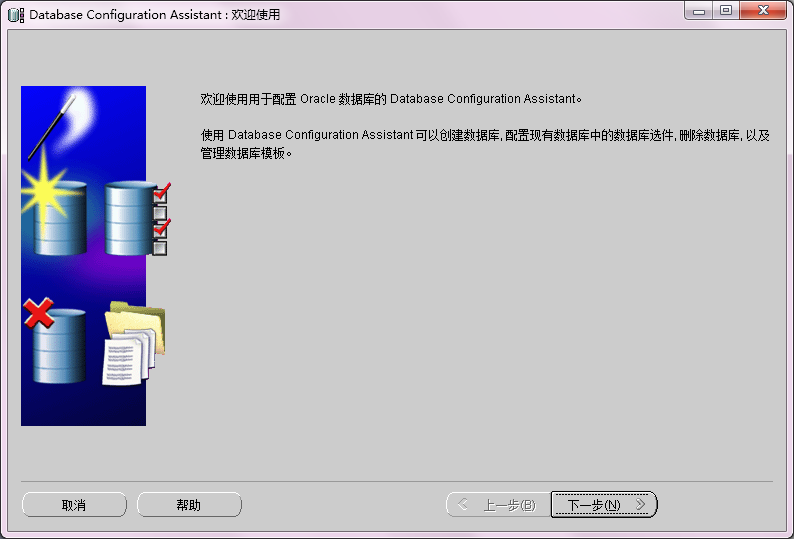 Database Configuration Assistant : 欢迎使用
欢迎使用用于配置 Oracle 数据库的 Database Configuration Assistant。
使用 Database Configuration Assistant 可以创建数据库, 配置现有数据库中的数据库选件, 删除数据库, 以及
管理数据库模板。
取消 帮助 上一步(B) 下一步(N)